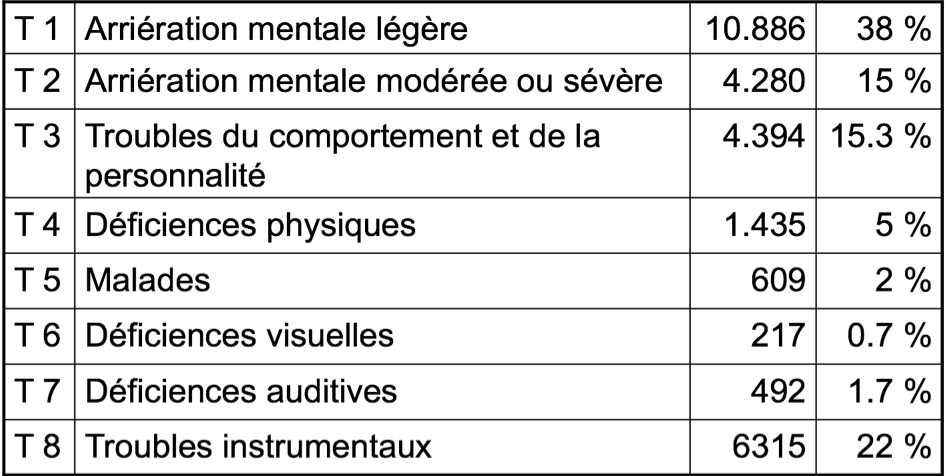 T 1 Arriération mentale légère 10.886 38 %
T 2 Arriération mentale modérée ou sévère 4.280 15 %
T 3 Troubles du comportement et de la personnalité 4.394 15.3 %
T 4 Déficiences physiques 1.435 5 %
T 5 Malades 609 2 %
T 6 Déficiences visuelles 217 0.7 %
T 7 Déficiences auditives 492 1.7 %
T 8 Troubles instrumentaux 6315 22 %